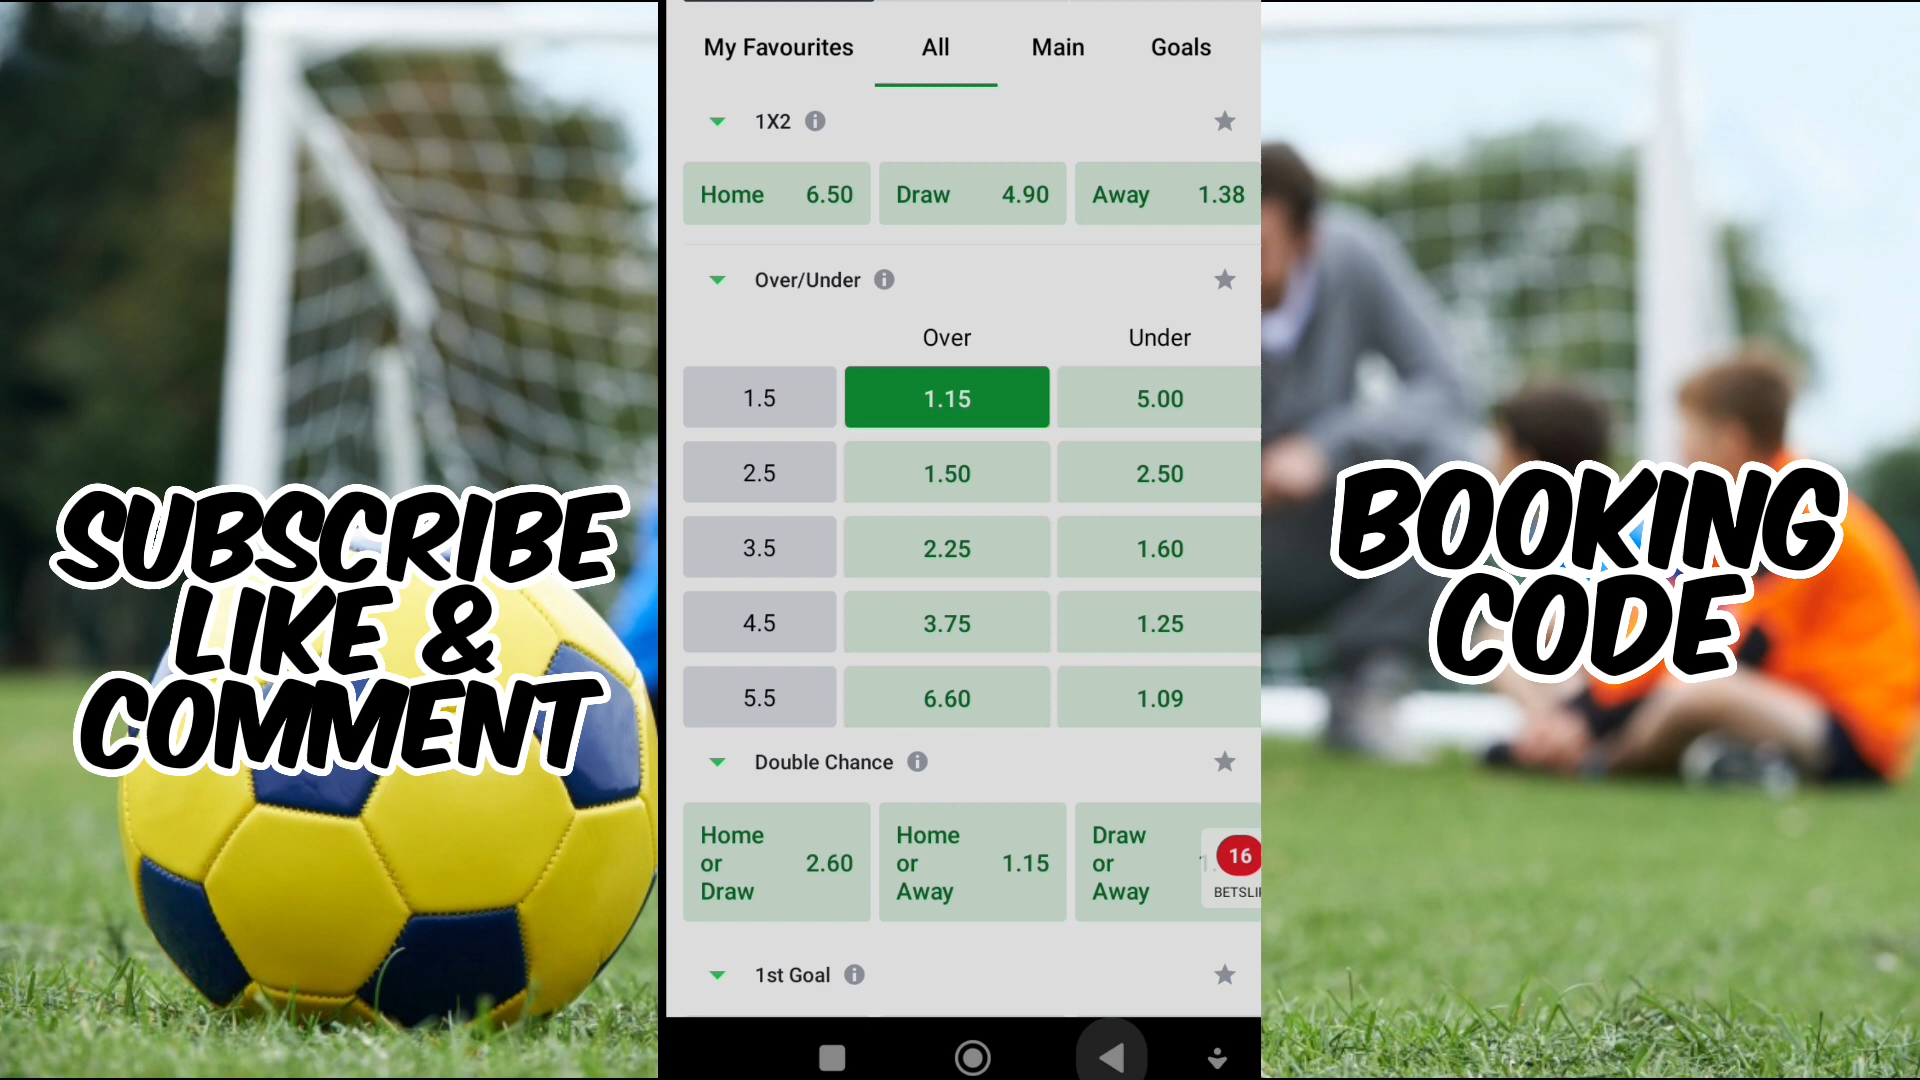 My Favourites All Main Goals
1X2
Home 6.50 Draw 4.90 Away 1.38
Over/Under
Over Under
1.5 1.15 5.00
2.5 1.50 2.50
3.5 2.25 1.60
4.5 3.75 1.25
5.5 6.60 1.09
Double Chance
Home or Draw 2.60 Home or Away 1.15 Draw or Away
16
1st Goal
SUBSCRIBE
LIKE &
COMMENT
BOOKING
CODE